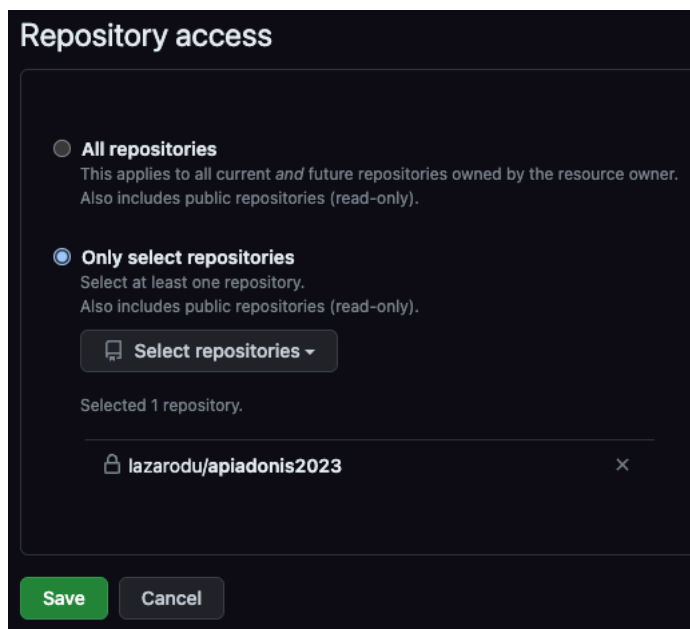 Repository access
All repositories
This applies to all current and future repositories owned by the resource owner.
Also includes public repositories (read-only).
Only select repositories
Select at least one repository.
Also includes public repositories (read-only).
Select repositories
Selected 1 repository.
lazarodu/apiadonis2023
Save Cancel